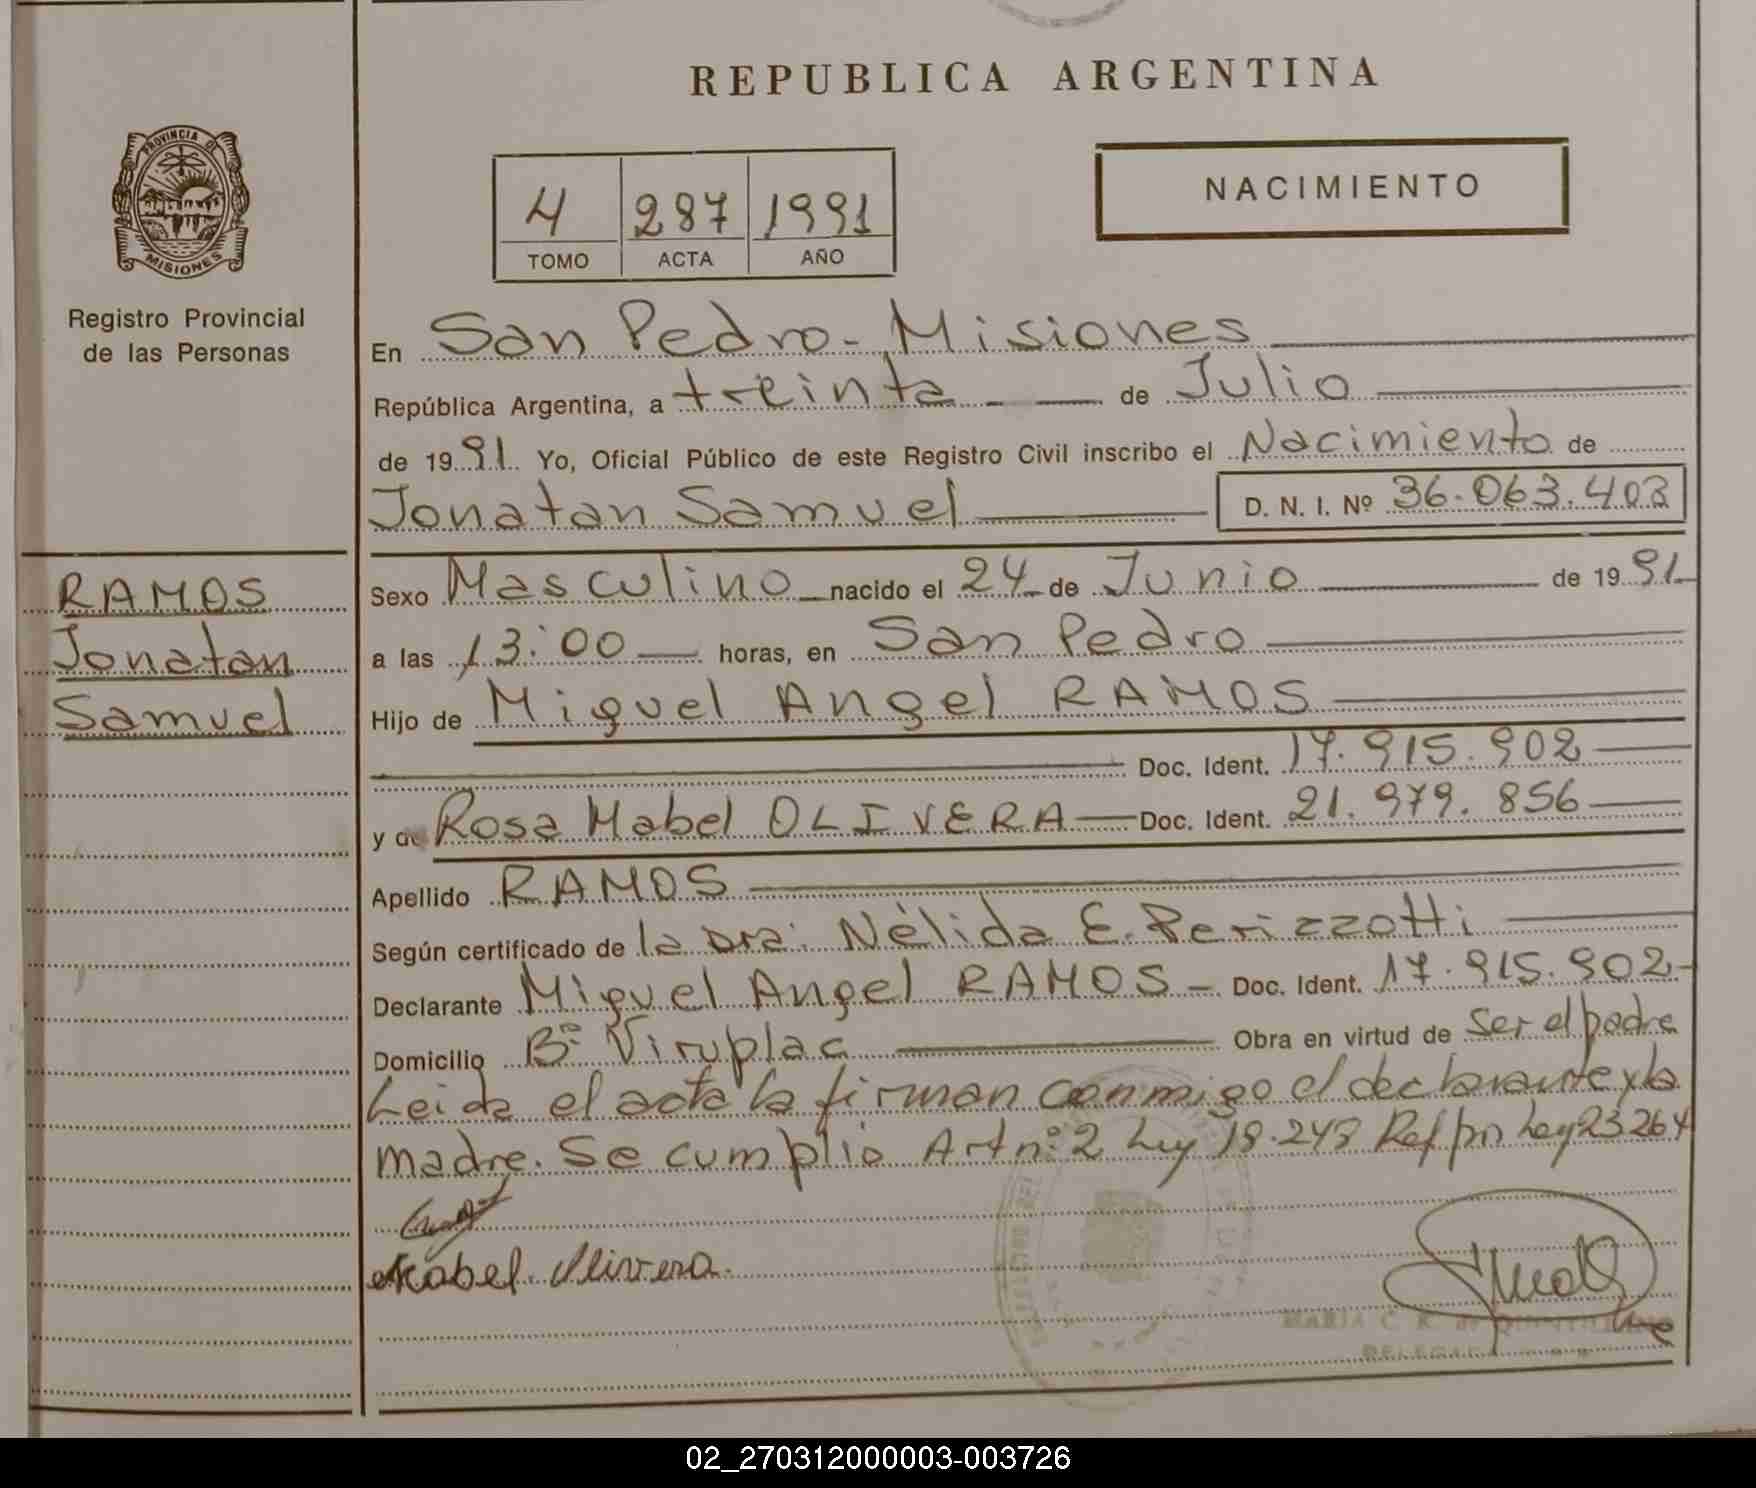 REPUBLICA ARGENTINA
PROVINCIA DE
MISIONES
Registro Provincial
de las Personas
4 287 1991
TOMO ACTA AÑO
NACIMIENTO
En San Pedro - Misiones
República Argentina, a treinta de Julio
de 1991. Yo, Oficial Público de este Registro Civil inscribo el Nacimiento de
Jonatan Samuel D. N. I. Nº 36.063.403
RAMOS
Jonatan
Samuel
Sexo Masculino nacido el 24 de Junio de 1991
a las 13:00 horas, en San Pedro
Hijo de Miguel Angel RAMOS
Doc. Ident. 17.915.902
y de Rosa Mabel OLIVERA Doc. Ident. 21.979.856
Apellido RAMOS
Según certificado de la Dra. Nélida E. Perizzotti
Declarante Miguel Angel RAMOS - Doc. Ident. 17.915.902
Domicilio Bº Viruplac Obra en virtud de Ser el padre
Leida el acta la firman conmigo el declarante y la
madre. Se cumplio Art nº 2 Ley 18.248 Ref por Ley 23264
Mabel Olivera.
MARIA C. R. de
02_270312000003-003726